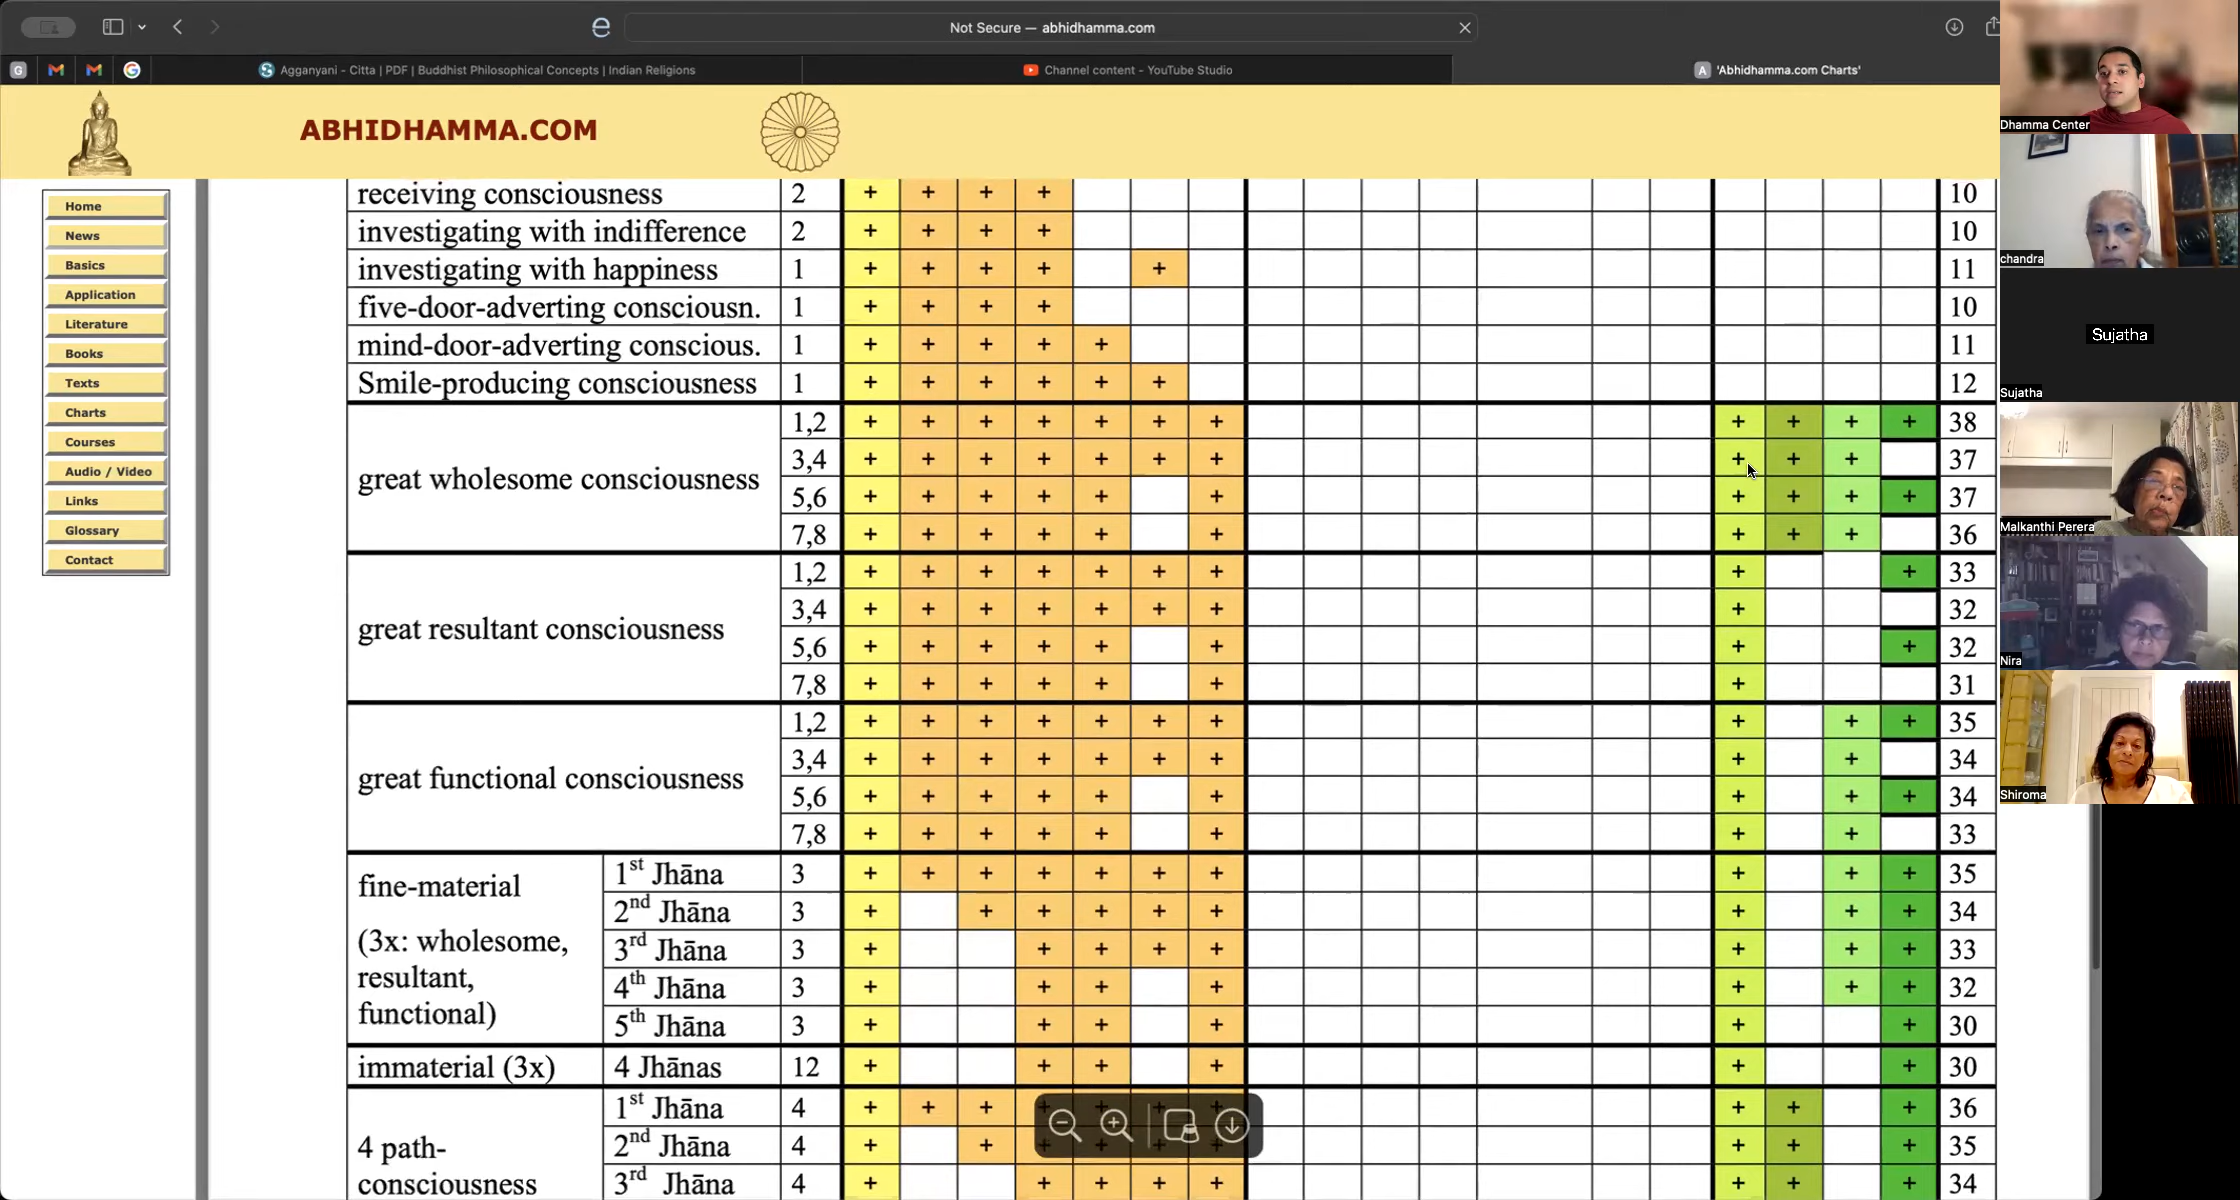 Not Secure — abhidhamma.com
Agganyani - Citta | PDF | Buddhist Philosophical Concepts | Indian Religions
Channel content - YouTube Studio
A 'Abhidhamma.com Charts'
ABHIDHAMMA.COM
Home
News
Basics
Application
Literature
Books
Texts
Charts
Courses
Audio / Video
Links
Glossary
Contact
receiving consciousness 2 + + + + 10
investigating with indifference 2 + + + + 10
investigating with happiness 1 + + + + + 11
five-door-adverting consciousn. 1 + + + + 10
mind-door-adverting conscious. 1 + + + + + 11
Smile-producing consciousness 1 + + + + + + 12
great wholesome consciousness
1,2 + + + + + + + + + + + 38
3,4 + + + + + + + + + + 37
5,6 + + + + + + + + + + 37
7,8 + + + + + + + + + 36
great resultant consciousness
1,2 + + + + + + + + + 33
3,4 + + + + + + + + 32
5,6 + + + + + + + + 32
7,8 + + + + + + + 31
great functional consciousness
1,2 + + + + + + + + + + 35
3,4 + + + + + + + + + 34
5,6 + + + + + + + + + 34
7,8 + + + + + + + + 33
fine-material
(3x: wholesome,
resultant,
functional)
1st Jhāna 3 + + + + + + + + + + 35
2nd Jhāna 3 + + + + + + + + + 34
3rd Jhāna 3 + + + + + + + + 33
4th Jhāna 3 + + + + + + + 32
5th Jhāna 3 + + + + + + 30
immaterial (3x) 4 Jhānas 12 + + + + + + 30
4 path-
consciousness
1st Jhāna 4 + + + + + + + + + + 36
2nd Jhāna 4 + + + + + + + + + 35
3rd Jhāna 4 + + + + + + + + 34
Dhamma Center
chandra
Sujatha
Sujatha
Malkanthi Perera
Nira
Shiroma